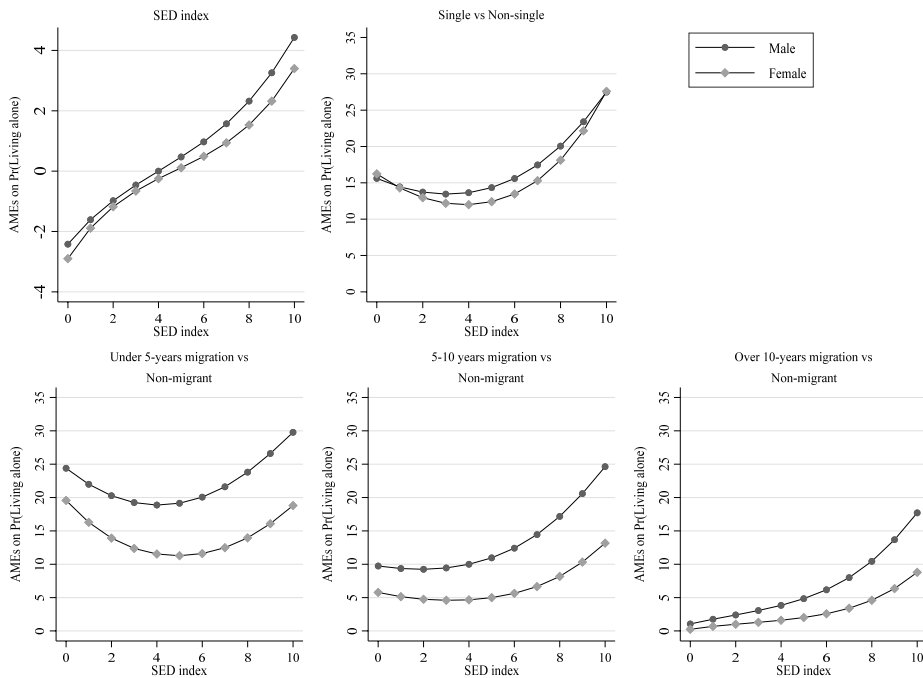 SED index
AMEs on Pr(Living alone)
4
2
0
-2
-4
0 2 4 6 8 10
SED index
Single vs Non-single
AMEs on Pr(Living alone)
35
30
25
20
15
10
5
0
0 2 4 6 8 10
SED index
Male
Female
Under 5-years migration vs
Non-migrant
AMEs on Pr(Living alone)
35
30
25
20
15
10
5
0
0 2 4 6 8 10
SED index
5-10 years migration vs
Non-migrant
AMEs on Pr(Living alone)
35
30
25
20
15
10
5
0
0 2 4 6 8 10
SED index
Over 10-years migration vs
Non-migrant
AMEs on Pr(Living alone)
35
30
25
20
15
10
5
0
0 2 4 6 8 10
SED index